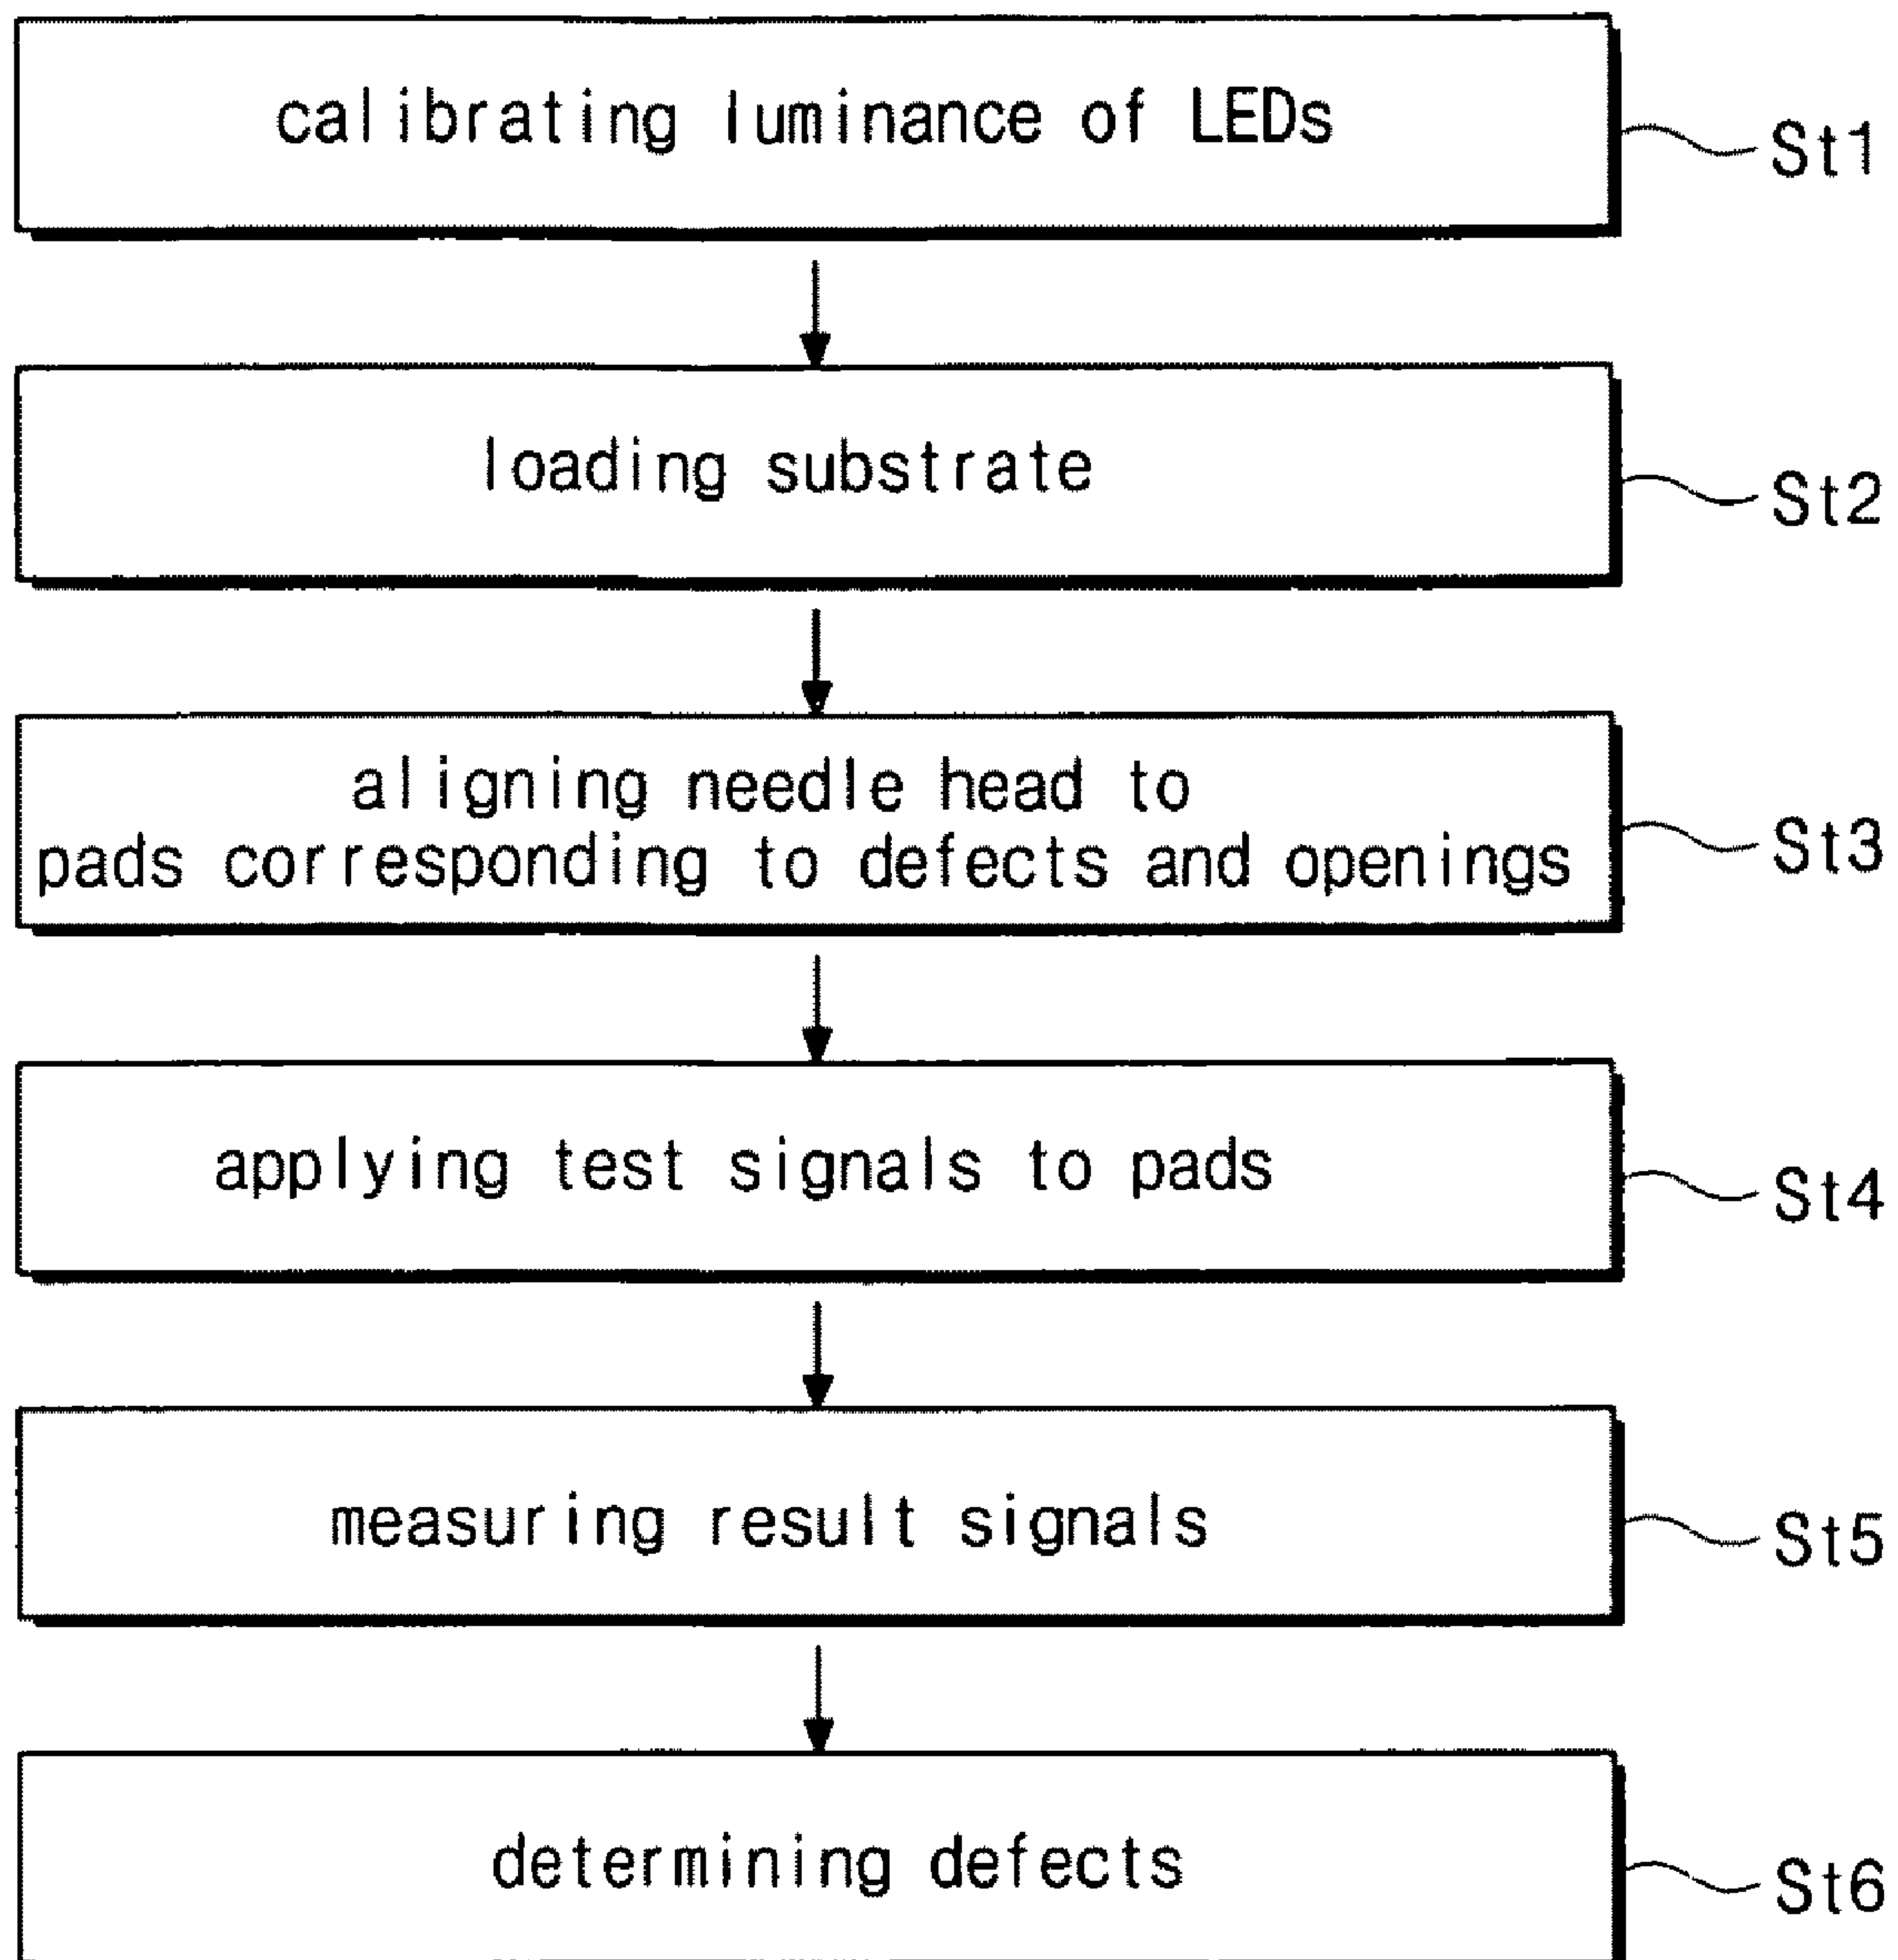 calibrating luminance of LEDs
St1
loading substrate
St2
aligning needle head to
pads corresponding to defects and openings
St3
applying test signals to pads
St4
measuring result signals
St5
determining defects
St6